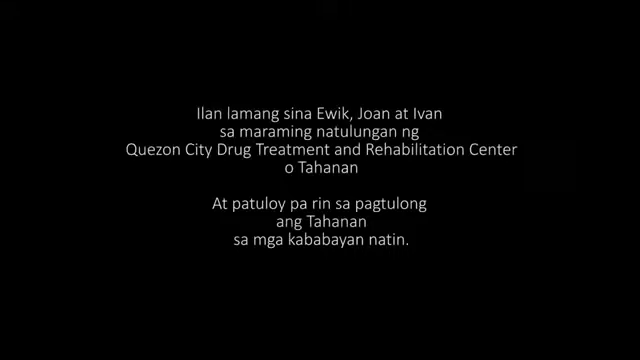 Ilan lamang sina Ewik, Joan at Ivan
sa maraming natulungan ng
Quezon City Drug Treatment and Rehabilitation Center
o Tahanan
At patuloy pa rin sa pagtulong
ang Tahanan
sa mga kababayan natin.